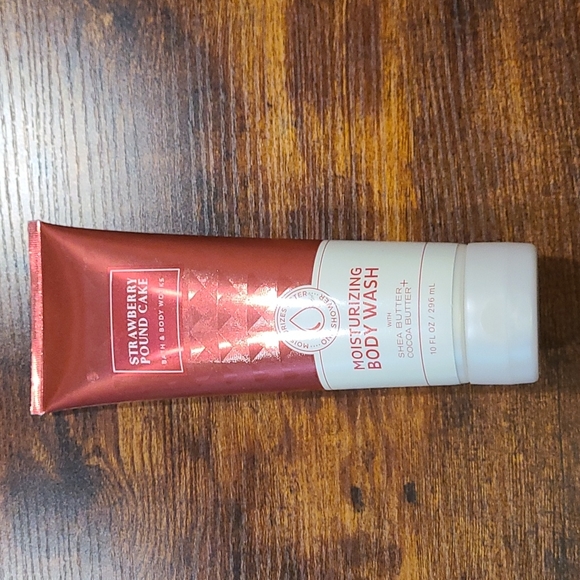 STRAWBERRY
POUND CAKE
BATH & BODY WORKS
MOISTURIZING
BODY WASH
WITH
SHEA BUTTER
COCOA BUTTER+
10 FL OZ / 296 mL